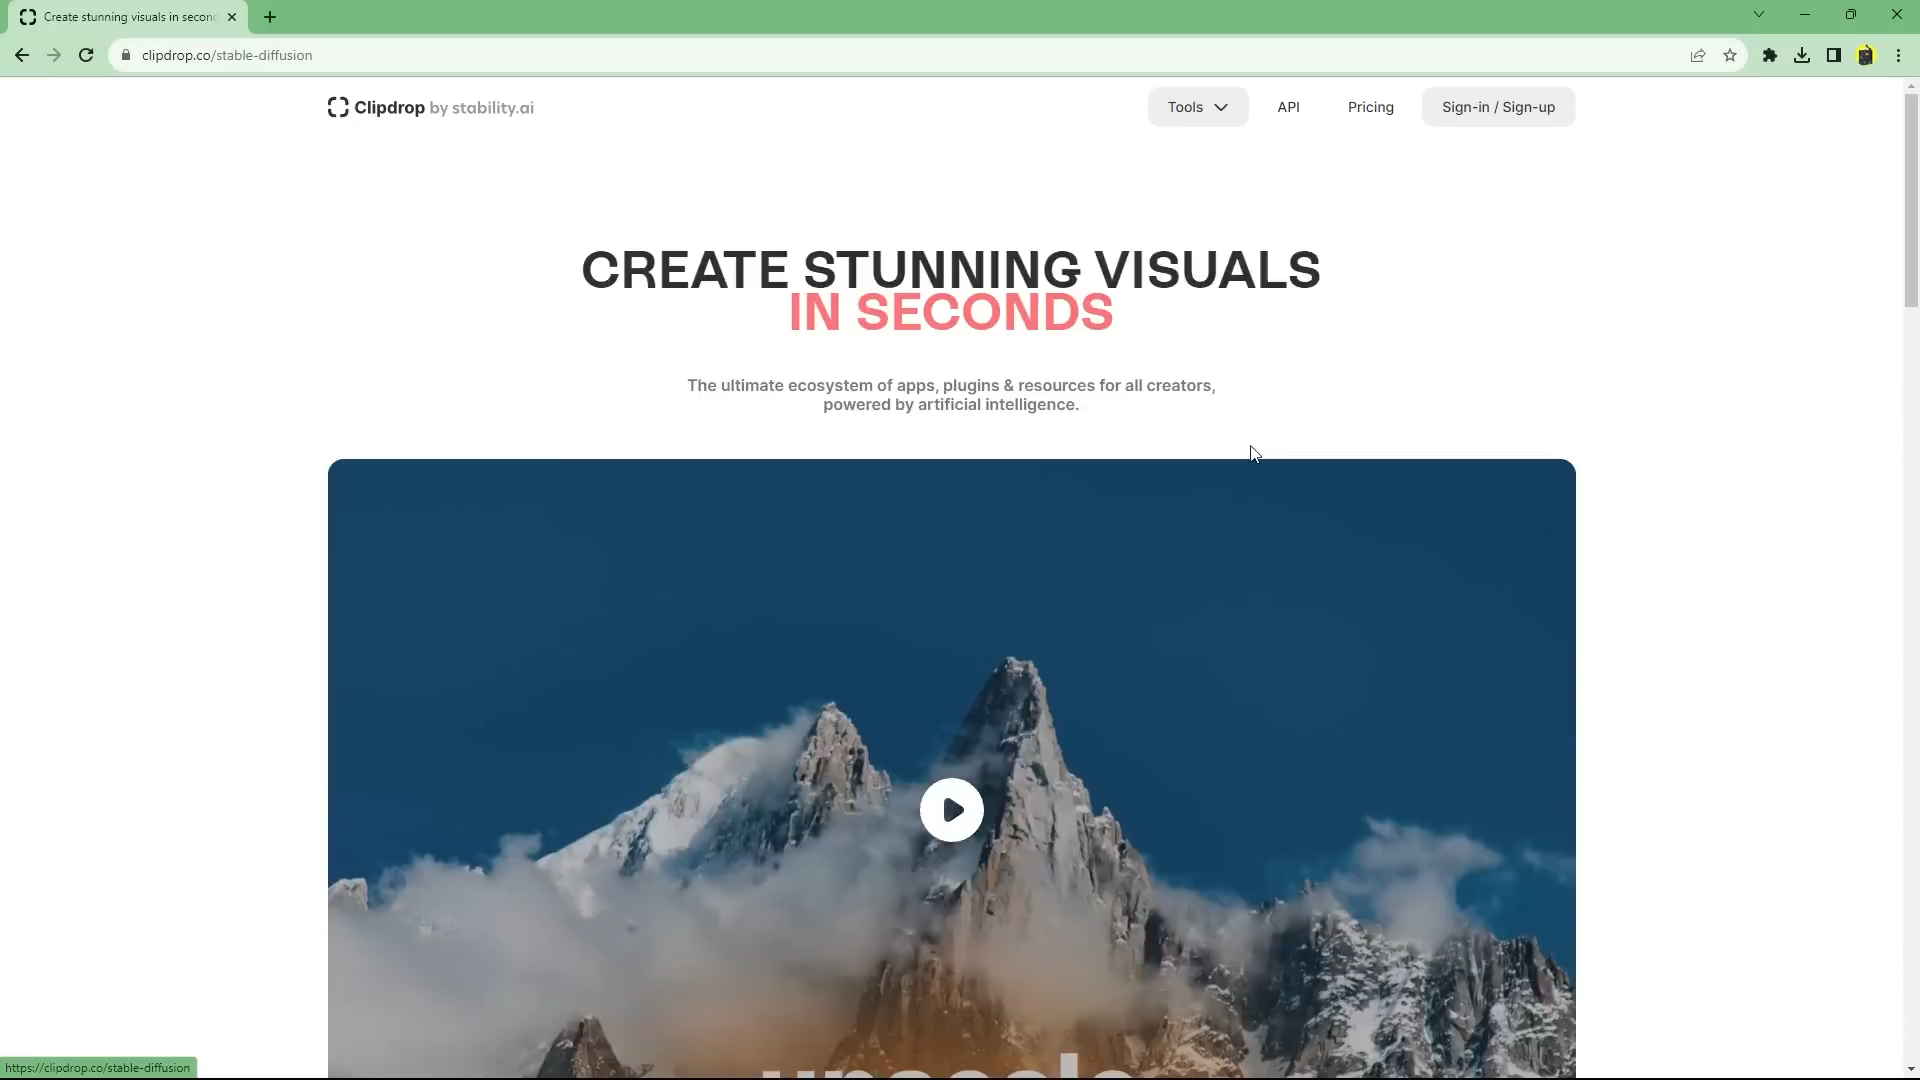 Create stunning visuals in secon
clipdrop.co/stable-diffusion
Clipdrop by stability.ai
Tools
API
Pricing
Sign-in / Sign-up
CREATE STUNNING VISUALS
IN SECONDS
The ultimate ecosystem of apps, plugins & resources for all creators,
powered by artificial intelligence.
https://clipdrop.co/stable-diffusion